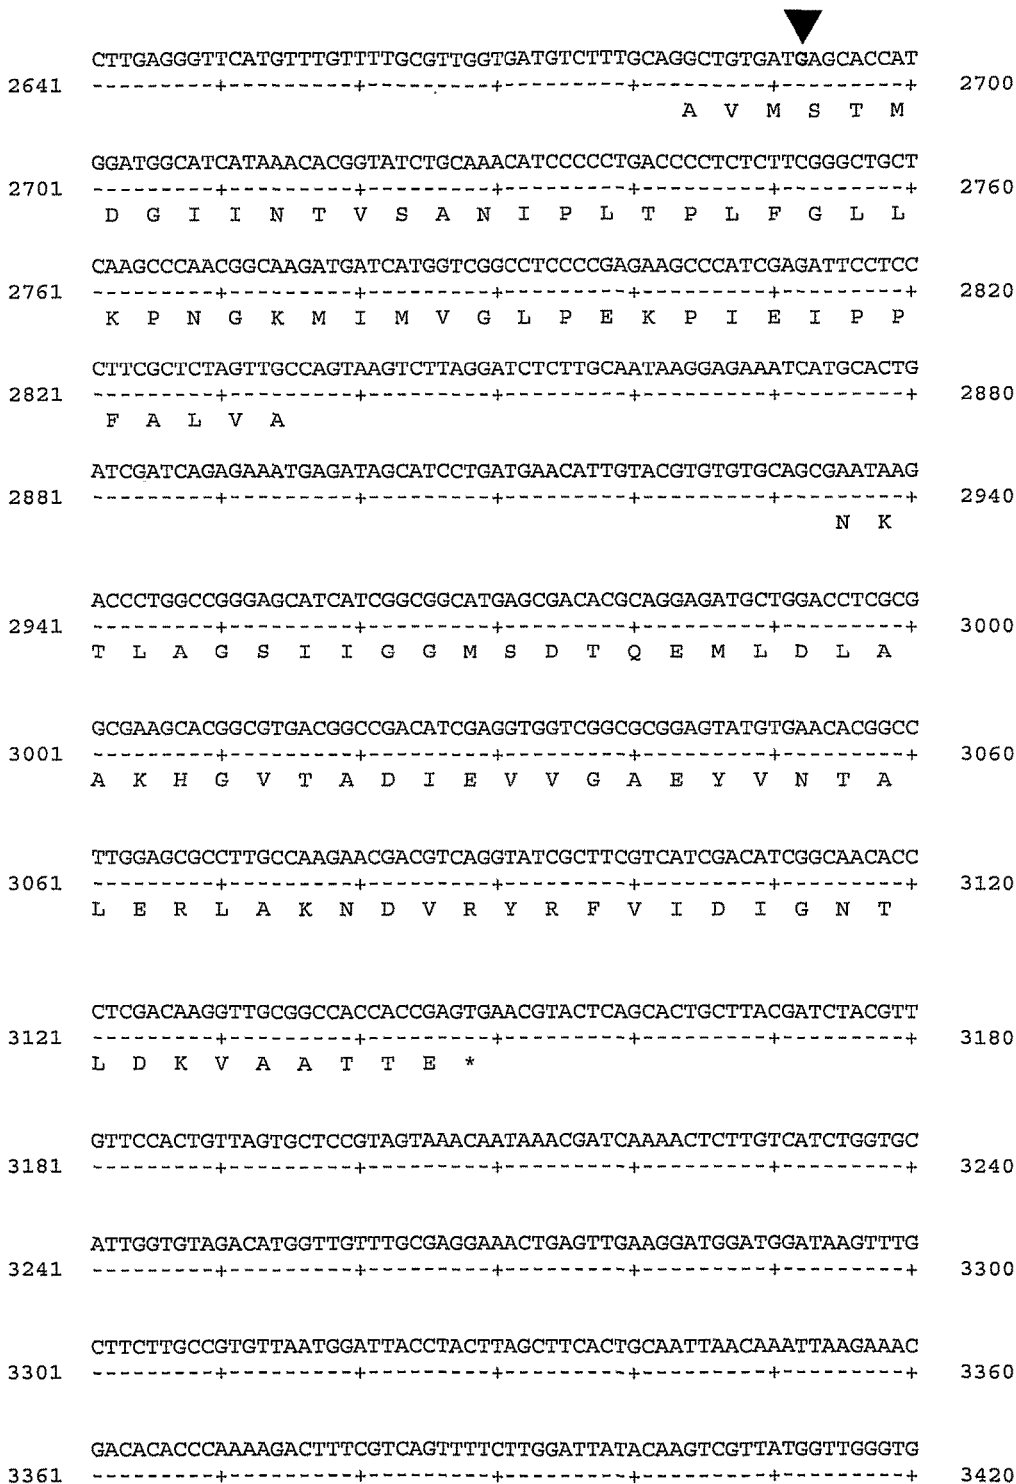 CTTGAGGGTTCATGTTTGTTTTGCGTTGGTGATGTCTTTGCAGGCTGTGATGAGCACCAT
2641 ---------+---------+---------+---------+---------+---------+ 2700
A V M S T M
GGATGGCATCATAAACACGGTATCTGCAAACATCCCCCTGACCCCTCTCTTCGGGCTGCT
2701 ---------+---------+---------+---------+---------+---------+ 2760
D G I I N T V S A N I P L T P L F G L L
CAAGCCCAACGGCAAGATGATCATGGTCGGCCTCCCCGAGAAGCCCATCGAGATTCCTCC
2761 ---------+---------+---------+---------+---------+---------+ 2820
K P N G K M I M V G L P E K P I E I P P
CTTCGCTCTAGTTGCCAGTAAGTCTTAGGATCTCTTGCAATAAGGAGAAATCATGCACTG
2821 ---------+---------+---------+---------+---------+---------+ 2880
F A L V A
ATCGATCAGAGAAATGAGATAGCATCCTGATGAACATTGTACGTGTGTGCAGCGAATAAG
2881 ---------+---------+---------+---------+---------+---------+ 2940
N K
ACCCTGGCCGGGAGCATCATCGGCGGCATGAGCGACACGCAGGAGATGCTGGACCTCGCG
2941 ---------+---------+---------+---------+---------+---------+ 3000
T L A G S I I G G M S D T Q E M L D L A
GCGAAGCACGGCGTGACGGCCGACATCGAGGTGGTCGGCGCGGAGTATGTGAACACGGCC
3001 ---------+---------+---------+---------+---------+---------+ 3060
A K H G V T A D I E V V G A E Y V N T A
TTGGAGCGCCTTGCCAAGAACGACGTCAGGTATCGCTTCGTCATCGACATCGGCAACACC
3061 ---------+---------+---------+---------+---------+---------+ 3120
L E R L A K N D V R Y R F V I D I G N T
CTCGACAAGGTTGCGGCCACCACCGAGTGAACGTACTCAGCACTGCTTACGATCTACGTT
3121 ---------+---------+---------+---------+---------+---------+ 3180
L D K V A A T T E *
GTTCCACTGTTAGTGCTCCGTAGTAAACAATAAACGATCAAAACTCTTGTCATCTGGTGC
3181 ---------+---------+---------+---------+---------+---------+ 3240
ATTGGTGTAGACATGGTTGTTTGCGAGGAAACTGAGTTGAAGGATGGATGGATAAGTTTG
3241 ---------+---------+---------+---------+---------+---------+ 3300
CTTCTTGCCGTGTTAATGGATTACCTACTTAGCTTCACTGCAATTAACAAATTAAGAAAC
3301 ---------+---------+---------+---------+---------+---------+ 3360
GACACACCCAAAAGACTTTCGTCAGTTTTCTTGGATTATACAAGTCGTTATGGTTGGGTG
3361 ---------+---------+---------+---------+---------+---------+ 3420